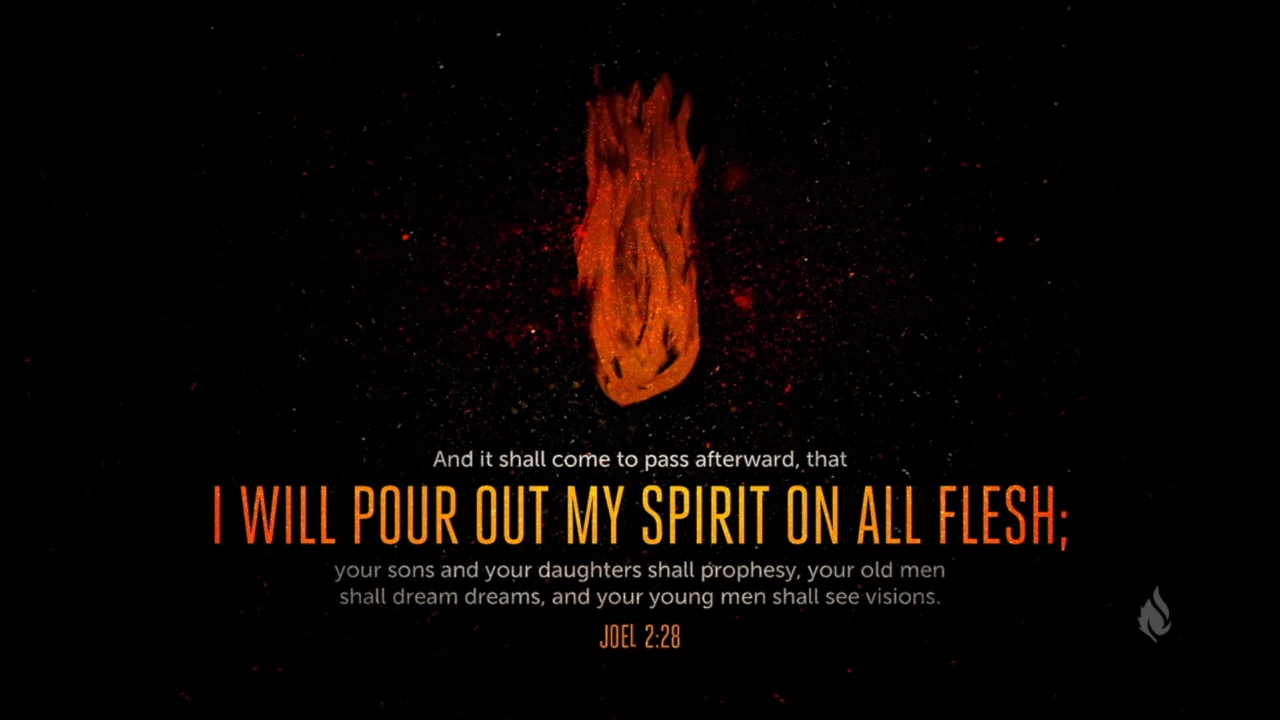 And it shall come to pass afterward, that
I WILL POUR OUT MY SPIRIT ON ALL FLESH;
your sons and your daughters shall prophesy, your old men
shall dream dreams, and your young men shall see visions.
JOEL 2:28